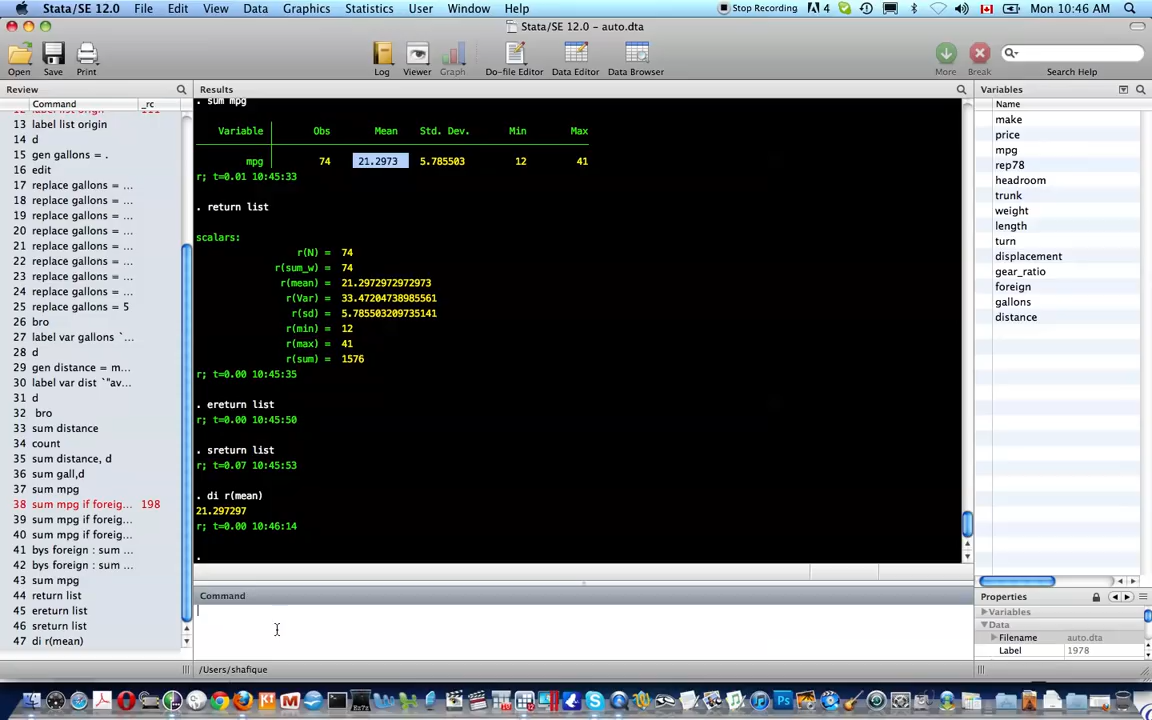 Stata/SE 12.0 File Edit View Data Graphics Statistics User Window Help Stop Recording 4 Mon 10:46 AM
Stata/SE 12.0 - auto.dta
Open Save Print Log Viewer Graph Do-file Editor Data Editor Data Browser More Break Search Help
Review
Command _rc
13 label list origin
14 d
15 gen gallons = .
16 edit
17 replace gallons = ...
18 replace gallons = ...
19 replace gallons = ...
20 replace gallons = ...
21 replace gallons = ...
22 replace gallons = ...
23 replace gallons = ...
24 replace gallons = ...
25 replace gallons = 5
26 bro
27 label var gallons `...
28 d
29 gen distance = m...
30 label var dist `"av...
31 d
32 bro
33 sum distance
34 count
35 sum distance, d
36 sum gall,d
37 sum mpg
38 sum mpg if foreig... 198
39 sum mpg if foreig...
40 sum mpg if foreig...
41 bys foreign : sum ...
42 bys foreign : sum ...
43 sum mpg
44 return list
45 ereturn list
46 sreturn list
47 di r(mean)
Results
. sum mpg
Variable Obs Mean Std. Dev. Min Max
mpg 74 21.2973 5.785503 12 41
r; t=0.01 10:45:33
. return list
scalars:
r(N) = 74
r(sum_w) = 74
r(mean) = 21.2972972972973
r(Var) = 33.47204738985561
r(sd) = 5.785503209735141
r(min) = 12
r(max) = 41
r(sum) = 1576
r; t=0.00 10:45:35
. ereturn list
r; t=0.00 10:45:50
. sreturn list
r; t=0.07 10:45:53
. di r(mean)
21.297297
r; t=0.00 10:46:14
.
Command
/Users/shafique
Variables
Name
make
price
mpg
rep78
headroom
trunk
weight
length
turn
displacement
gear_ratio
foreign
gallons
distance
Properties
Variables
Data
Filename auto.dta
Label 1978